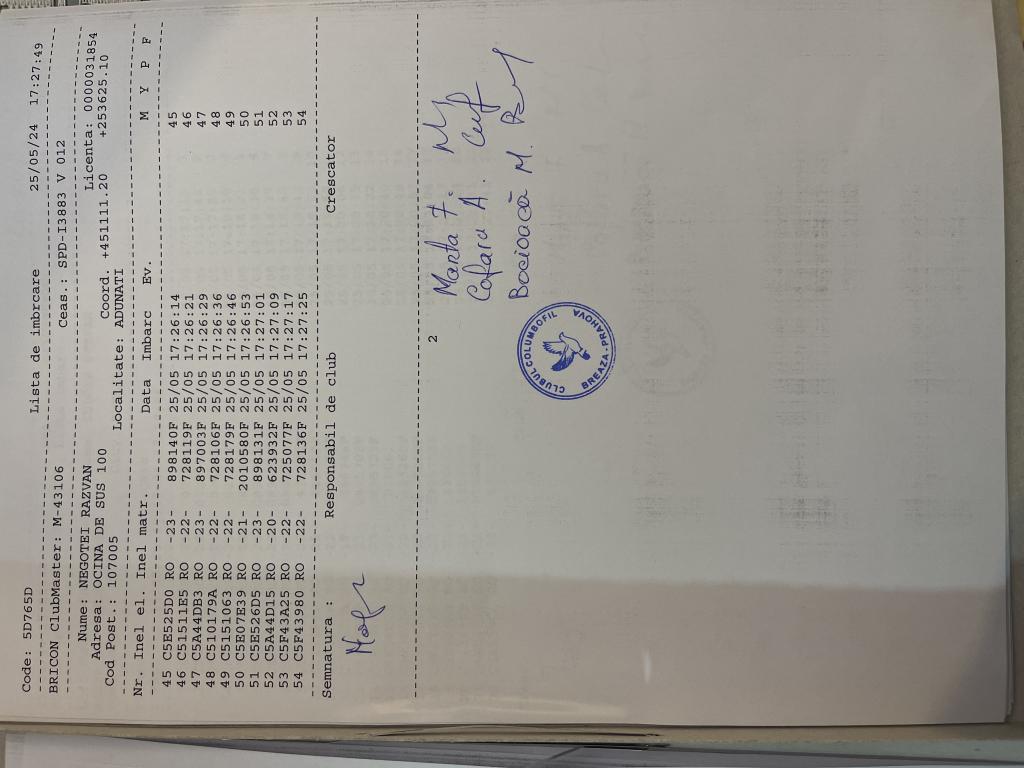 Code: 5D765D Lista de imbrcare 25/05/24 17:27:49
BRICON ClubMaster: M-43106 Ceas.: SPD-I3883 V 012
Nume: NEGOTEI RAZVAN Licenta: 0000031854
Adresa: OCINA DE SUS 100 Coord. +451111.20 +253625.10
Cod Post.: 107005 Localitate: ADUNATI
Nr. Inel el. Inel matr. Data Imbarc Ev. M Y P F
45 C5E525D0 RO -23- 898140F 25/05 17:26:14 45
46 C51511E5 RO -22- 728119F 25/05 17:26:21 46
47 C5A44DB3 RO -23- 897003F 25/05 17:26:29 47
48 C510179A RO -22- 728106F 25/05 17:26:36 48
49 C5151063 RO -22- 728179F 25/05 17:26:46 49
50 C5E07E39 RO -21- 2010580F 25/05 17:26:53 50
51 C5E526D5 RO -23- 898131F 25/05 17:27:01 51
52 C5A44D15 RO -20- 623932F 25/05 17:27:09 52
53 C5F43A25 RO -22- 725077F 25/05 17:27:17 53
54 C5F43980 RO -22- 728136F 25/05 17:27:25 54
Semnatura : Responsabil de club Crescator
2
Manta F.
Cofaru A.
Bocioacă M.
CLUBUL COLUMBOFIL VAOVA
BREAZA-PRAHOVA